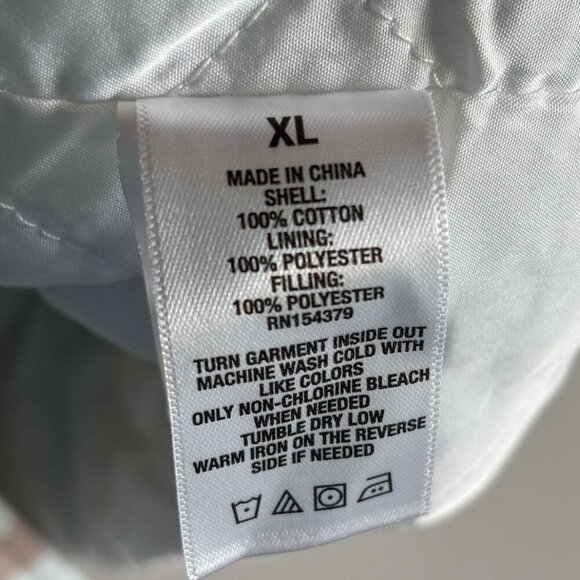 XL
MADE IN CHINA
SHELL:
100% COTTON
LINING:
100% POLYESTER
FILLING:
100% POLYESTER
RN154379
TURN GARMENT INSIDE OUT
MACHINE WASH COLD WITH
LIKE COLORS
ONLY NON-CHLORINE BLEACH
WHEN NEEDED
TUMBLE DRY LOW
WARM IRON ON THE REVERSE
SIDE IF NEEDED